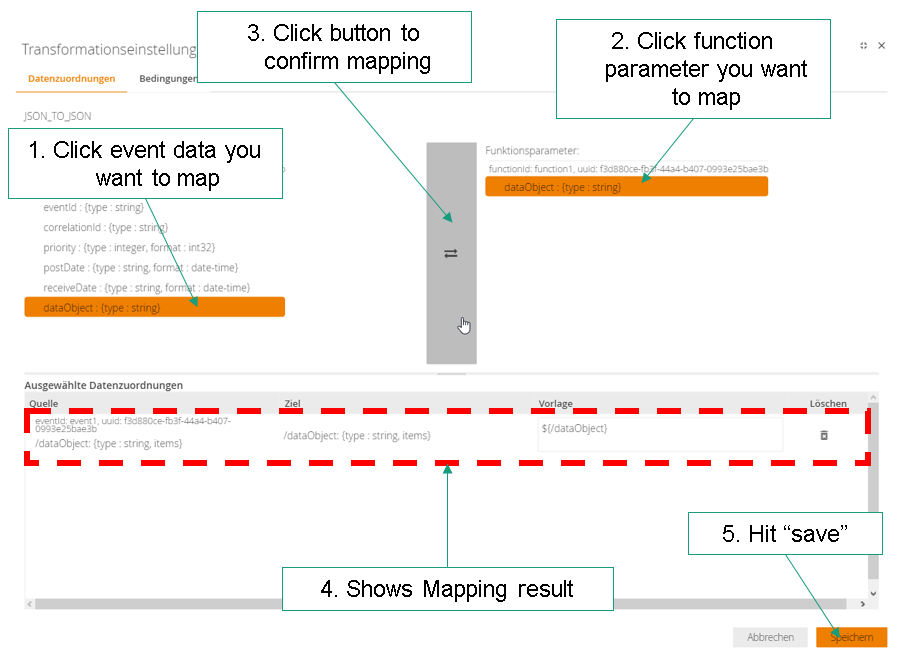 3. Click button to
confirm mapping
2. Click function
parameter you want
to map
Transformationseinstellung
Datenzuordnungen
Bedingungen
JSON_TO_JSON
1. Click event data you
want to map
Funktionsparameter:
functionId: function1, uuid: f3d880ce-fb3f-44a4-b407-0993e25bae3b
dataObject : {type : string}
eventId : {type : string}
correlationId : {type : string}
priority : {type : integer, format : int32}
postDate : {type : string, format : date-time}
receiveDate : {type : string, format : date-time}
dataObject : {type : string}
Ausgewählte Datenzuordnungen
Quelle
Ziel
Vorlage
Löschen
eventId: event1, uuid: f3d880ce-fb3f-44a4-b407-
0993e25bae3b
/dataObject: {type : string, items}
/dataObject: {type : string, items}
${/dataObject}
5. Hit “save”
4. Shows Mapping result
Abbrechen
Speichern